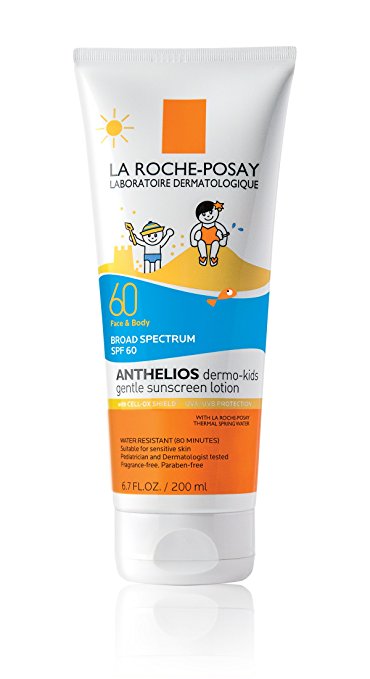 LA ROCHE-POSAY
LABORATOIRE DERMATOLOGIQUE
60
Face & Body
BROAD SPECTRUM
SPF 60
ANTHELIOS dermo-kids
gentle sunscreen lotion
with CELL-OX SHIELD UVA/UVB PROTECTION
WITH LA ROCHE-POSAY
THERMAL SPRING WATER
WATER RESISTANT (80 MINUTES)
Suitable for sensitive skin
Pediatrician and Dermatologist tested
Fragrance-free. Paraben-free
6.7 FL.OZ. / 200 ml